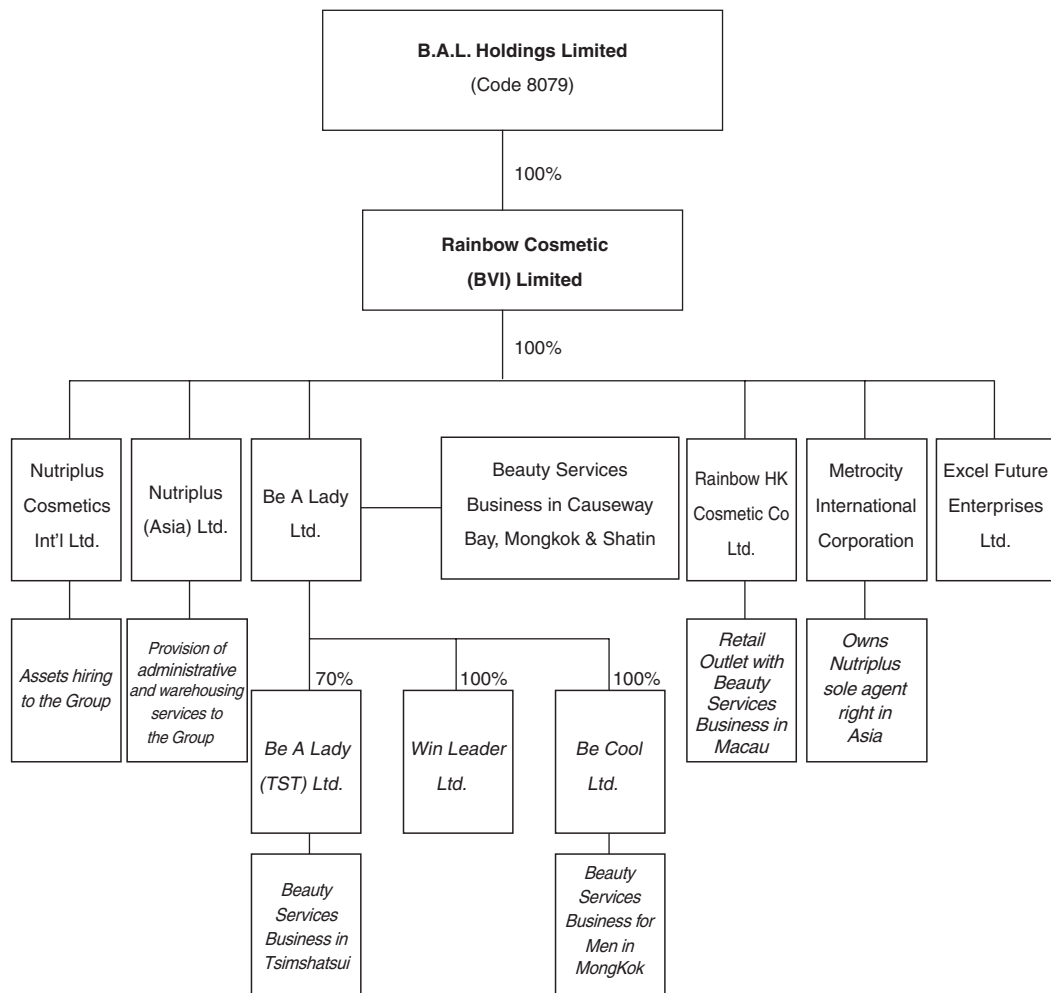 B.A.L. Holdings Limited
(Code 8079)
100%
Rainbow Cosmetic
(BVI) Limited
100%
Nutriplus
Cosmetics
Int'l Ltd.
Nutriplus
(Asia) Ltd.
Be A Lady
Ltd.
Beauty Services
Business in Causeway
Bay, Mongkok & Shatin
Rainbow HK
Cosmetic Co
Ltd.
Metrocity
International
Corporation
Excel Future
Enterprises
Ltd.
Assets hiring
to the Group
Provision of
administrative
and warehousing
services to
the Group
70%
100%
100%
Be A Lady
(TST) Ltd.
Win Leader
Ltd.
Be Cool
Ltd.
Retail
Outlet with
Beauty
Services
Business in
Macau
Owns
Nutriplus
sole agent
right in
Asia
Beauty
Services
Business in
Tsimshatsui
Beauty
Services
Business for
Men in
MongKok